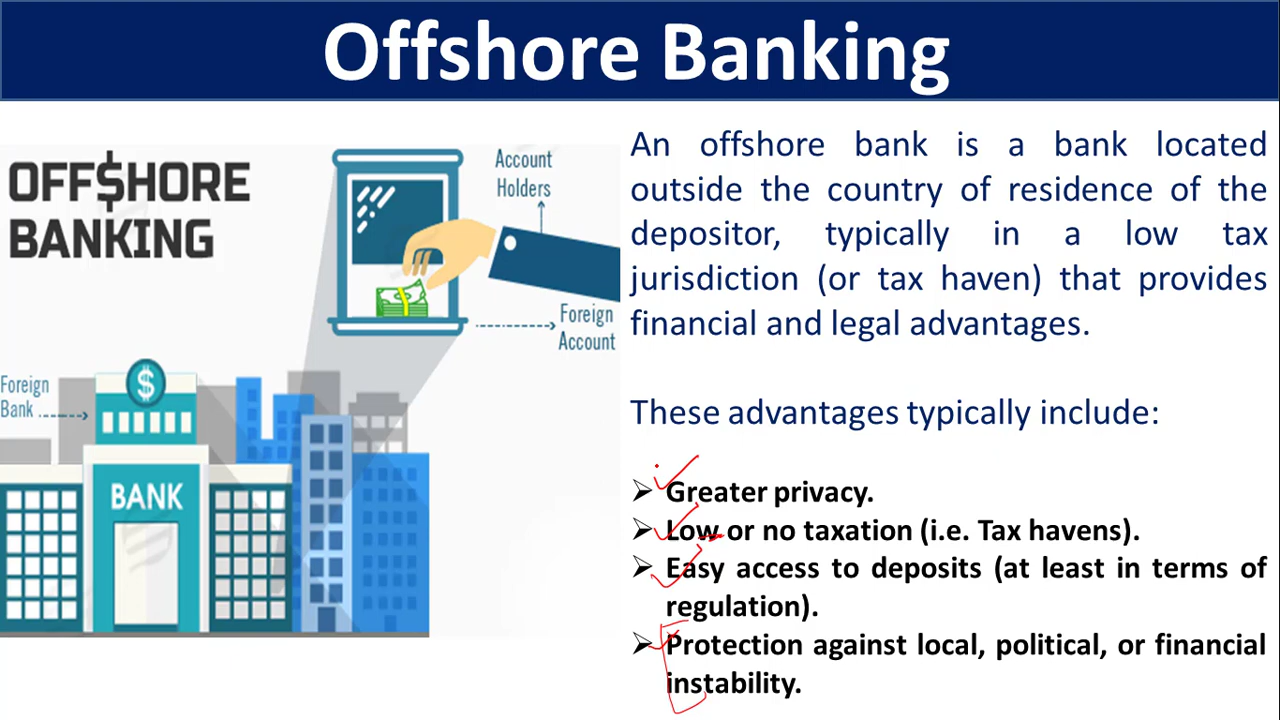 Offshore Banking
OFF$HORE
BANKING
Account
Holders
Foreign
Account
Foreign
Bank
$
BANK
An offshore bank is a bank located
outside the country of residence of the
depositor, typically in a low tax
jurisdiction (or tax haven) that provides
financial and legal advantages.
These advantages typically include:
➢ Greater privacy.
➢ Low or no taxation (i.e. Tax havens).
➢ Easy access to deposits (at least in terms of
regulation).
➢ Protection against local, political, or financial
instability.